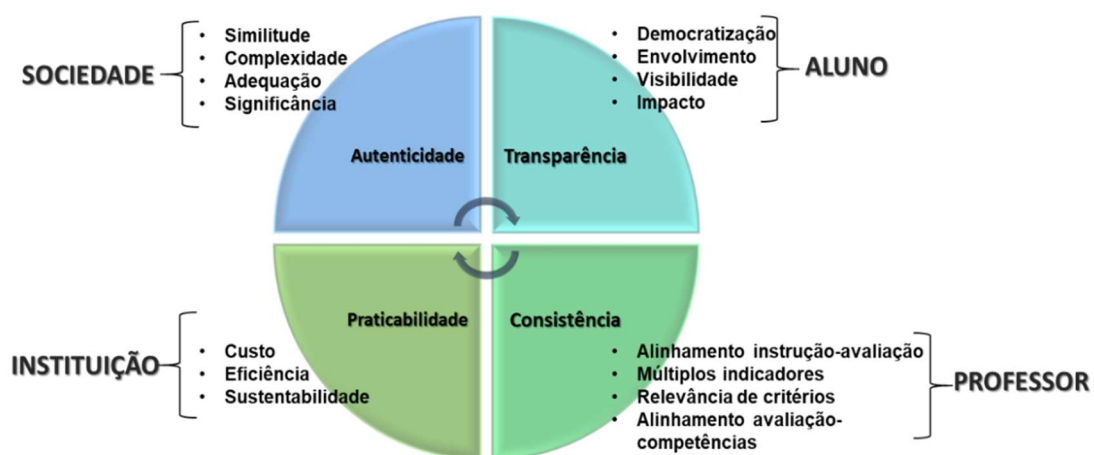 SOCIEDADE
Similitude
Complexidade
Adequação
Significância
Democratização
Envolvimento
Visibilidade
Impacto
ALUNO
Autenticidade
Transparência
Praticabilidade
Consistência
INSTITUIÇÃO
Custo
Eficiência
Sustentabilidade
Alinhamento instrução-avaliação
Múltiplos indicadores
Relevância de critérios
Alinhamento avaliação-
competências
PROFESSOR